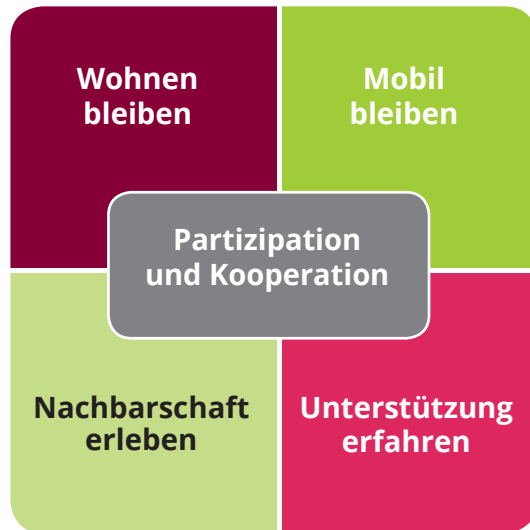 Wohnen
bleiben
Mobil
bleiben
Partizipation
und Kooperation
Nachbarschaft
erleben
Unterstützung
erfahren